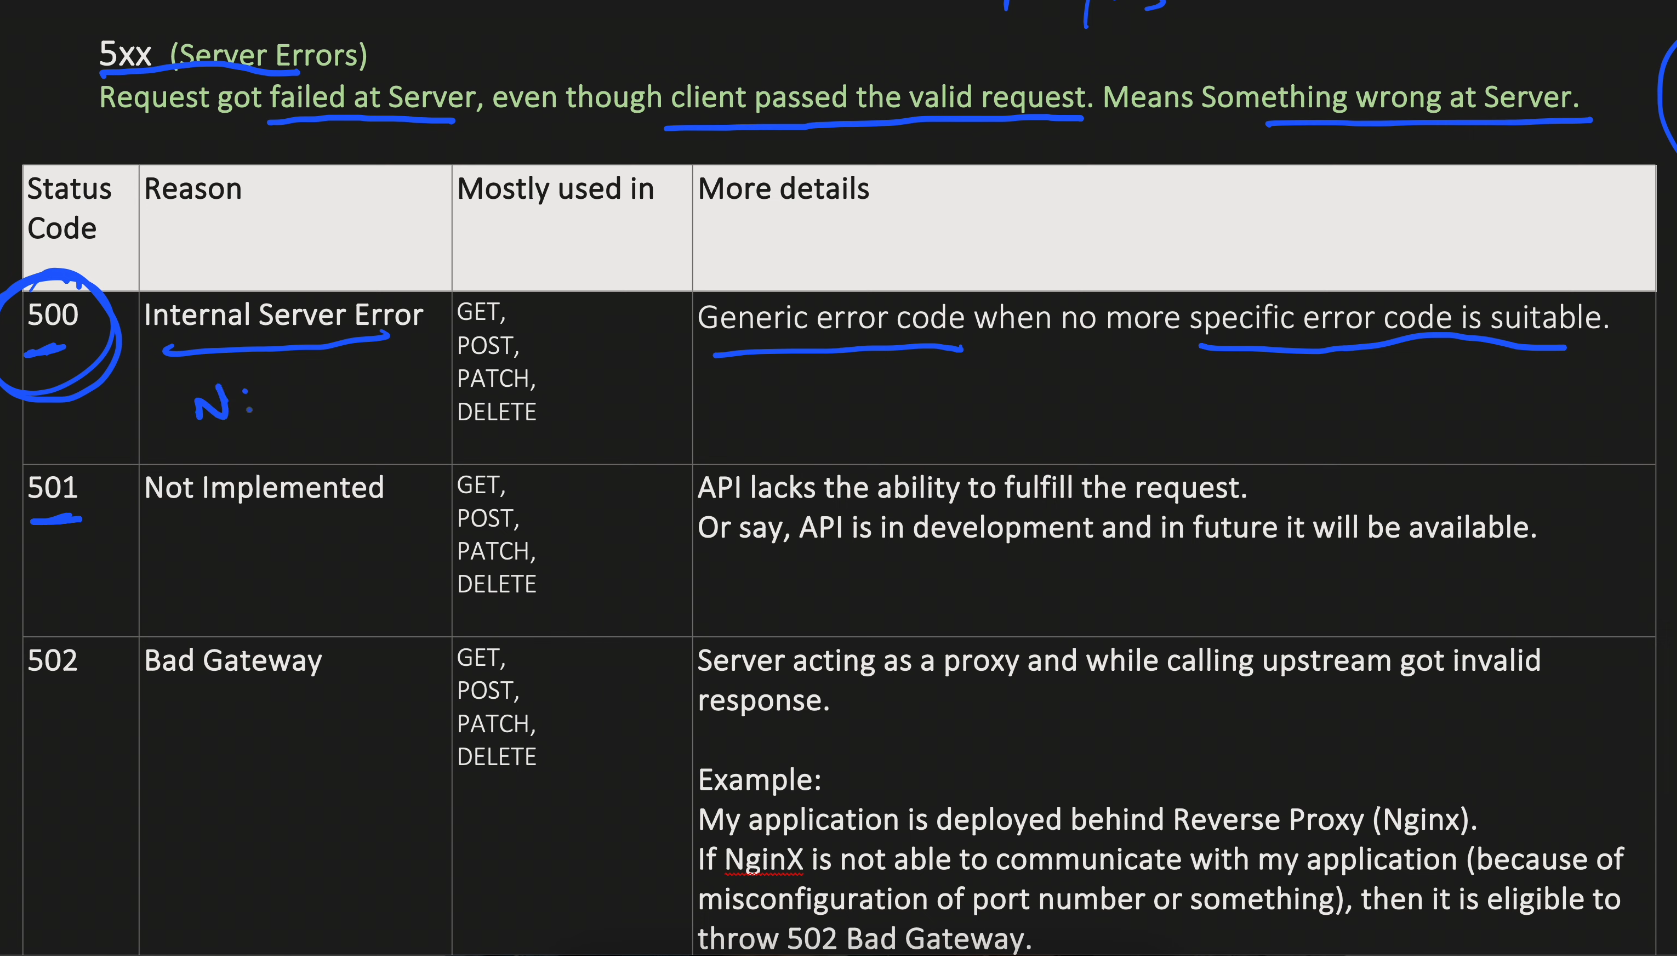 5xx (Server Errors)
Request got failed at Server, even though client passed the valid request. Means Something wrong at Server.
Status Code
Reason
Mostly used in
More details
500
Internal Server Error
N:
GET,
POST,
PATCH,
DELETE
Generic error code when no more specific error code is suitable.
501
Not Implemented
GET,
POST,
PATCH,
DELETE
API lacks the ability to fulfill the request.
Or say, API is in development and in future it will be available.
502
Bad Gateway
GET,
POST,
PATCH,
DELETE
Server acting as a proxy and while calling upstream got invalid
response.
Example:
My application is deployed behind Reverse Proxy (Nginx).
If NginX is not able to communicate with my application (because of
misconfiguration of port number or something), then it is eligible to
throw 502 Bad Gateway.